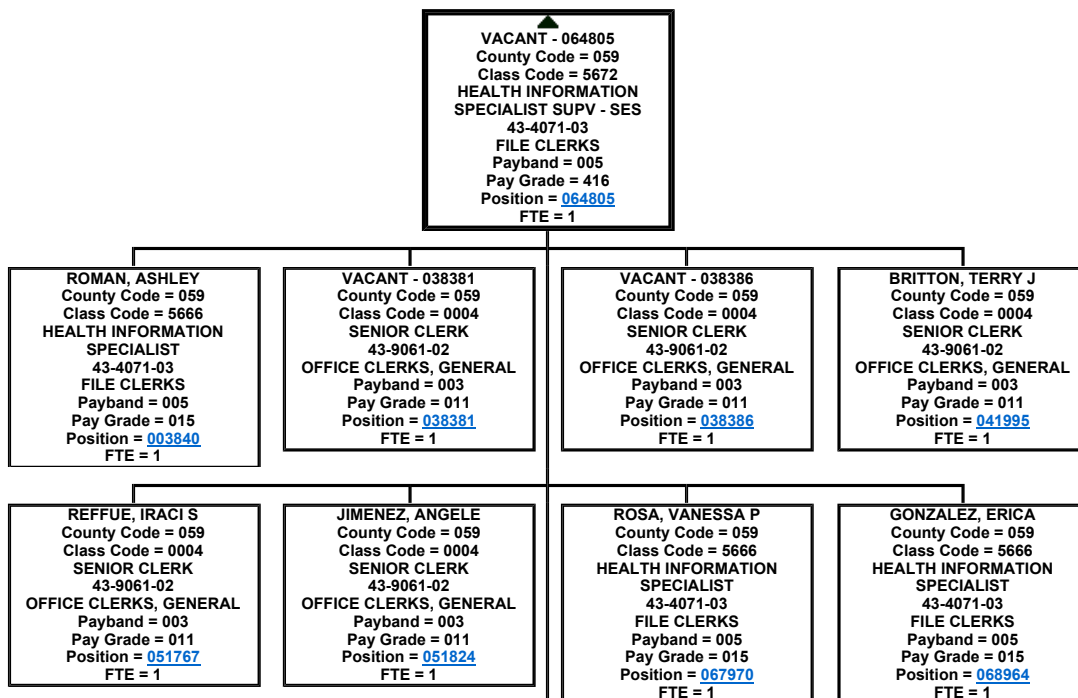 VACANT - 064805
County Code = 059
Class Code = 5672
HEALTH INFORMATION
SPECIALIST SUPV - SES
43-4071-03
FILE CLERKS
Payband = 005
Pay Grade = 416
Position = 064805
FTE = 1
ROMAN, ASHLEY
County Code = 059
Class Code = 5666
HEALTH INFORMATION
SPECIALIST
43-4071-03
FILE CLERKS
Payband = 005
Pay Grade = 015
Position = 003840
FTE = 1
VACANT - 038381
County Code = 059
Class Code = 0004
SENIOR CLERK
43-9061-02
OFFICE CLERKS, GENERAL
Payband = 003
Pay Grade = 011
Position = 038381
FTE = 1
VACANT - 038386
County Code = 059
Class Code = 0004
SENIOR CLERK
43-9061-02
OFFICE CLERKS, GENERAL
Payband = 003
Pay Grade = 011
Position = 038386
FTE = 1
BRITTON, TERRY J
County Code = 059
Class Code = 0004
SENIOR CLERK
43-9061-02
OFFICE CLERKS, GENERAL
Payband = 003
Pay Grade = 011
Position = 041995
FTE = 1
REFFUE, IRACI S
County Code = 059
Class Code = 0004
SENIOR CLERK
43-9061-02
OFFICE CLERKS, GENERAL
Payband = 003
Pay Grade = 011
Position = 051767
FTE = 1
JIMENEZ, ANGELE
County Code = 059
Class Code = 0004
SENIOR CLERK
43-9061-02
OFFICE CLERKS, GENERAL
Payband = 003
Pay Grade = 011
Position = 051824
FTE = 1
ROSA, VANESSA P
County Code = 059
Class Code = 5666
HEALTH INFORMATION
SPECIALIST
43-4071-03
FILE CLERKS
Payband = 005
Pay Grade = 015
Position = 067970
FTE = 1
GONZALEZ, ERICA
County Code = 059
Class Code = 5666
HEALTH INFORMATION
SPECIALIST
43-4071-03
FILE CLERKS
Payband = 005
Pay Grade = 015
Position = 068964
FTE = 1